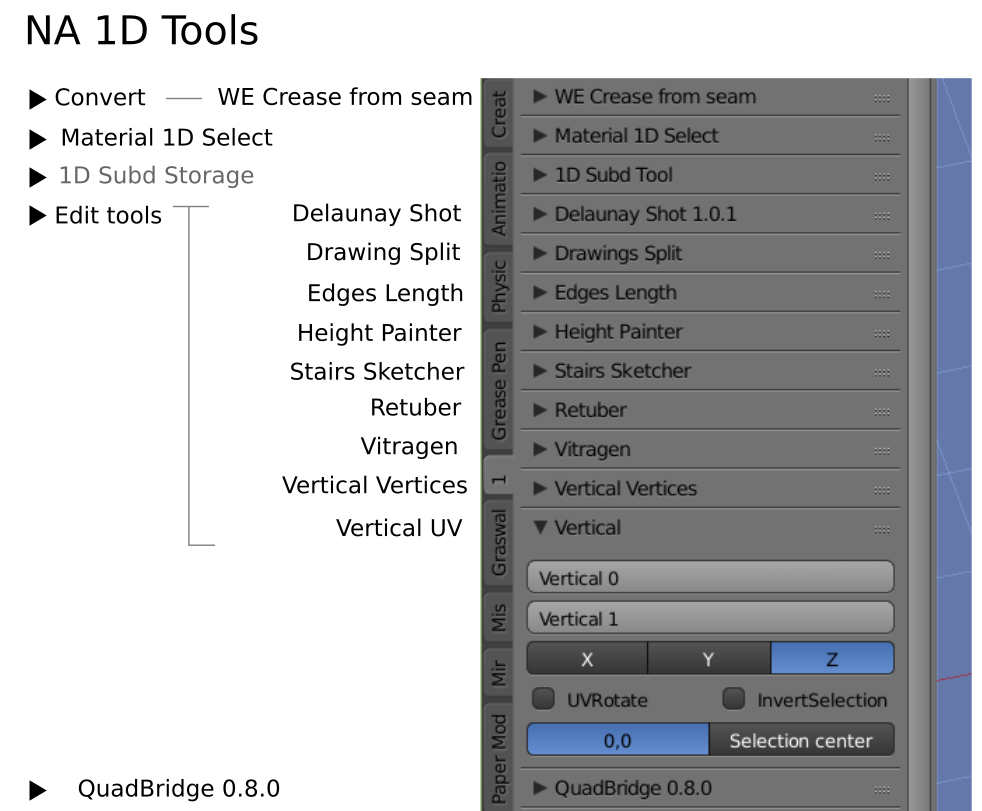 NA 1D Tools
Convert
WE Crease from seam
Material 1D Select
1D Subd Storage
Edit tools
Delaunay Shot
Drawing Split
Edges Length
Height Painter
Stairs Sketcher
Retuber
Vitragen
Vertical Vertices
Vertical UV
QuadBridge 0.8.0
Creat
Animatio
Physic
Grease Pen
1
Graswal
Mis
Mir
Paper Mod
WE Crease from seam
Material 1D Select
1D Subd Tool
Delaunay Shot 1.0.1
Drawings Split
Edges Length
Height Painter
Stairs Sketcher
Retuber
Vitragen
Vertical Vertices
Vertical
Vertical 0
Vertical 1
X Y Z
UVRotate InvertSelection
0,0 Selection center
QuadBridge 0.8.0